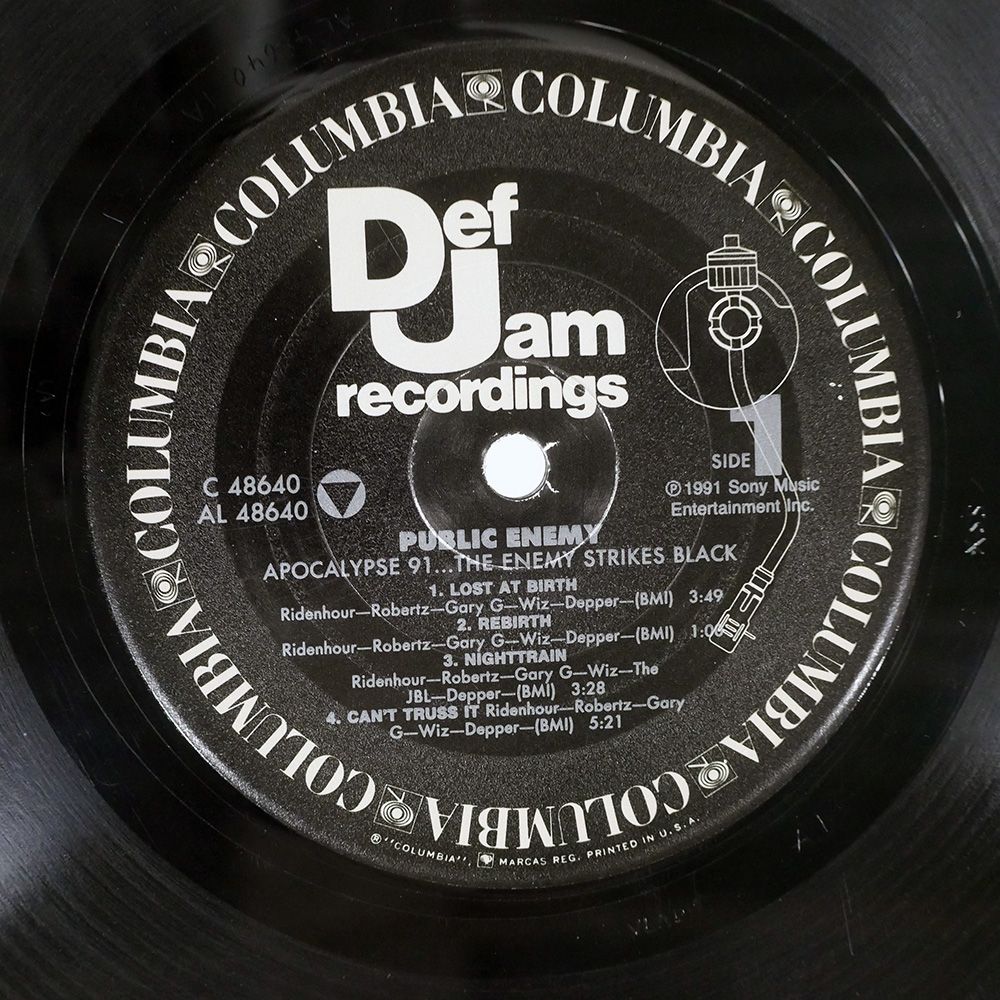 COLUMBIA COLUMBIA COLUMBIA COLUMBIA COLUMBIA COLUMBIA COLUMBIA COLUMBIA COLUMBIA
Def
Jam
recordings
SIDE 1
℗ 1991 Sony Music
Entertainment Inc.
C 48640
AL 48640
PUBLIC ENEMY
APOCALYPSE 91...THE ENEMY STRIKES BLACK
1. LOST AT BIRTH
Ridenhour—Robertz—Gary G—Wiz—Depper—(BMI) 3:49
2. REBIRTH
Ridenhour—Robertz—Gary G—Wiz—Depper—(BMI)
3. NIGHTTRAIN
Ridenhour—Robertz—Gary G—Wiz—The
JBL—Depper—(BMI) 3:28
4. CAN'T TRUSS IT Ridenhour—Robertz—Gary
G—Wiz—Depper—(BMI) 5:21
® "COLUMBIA", MARCAS REG. PRINTED IN U.S.A.